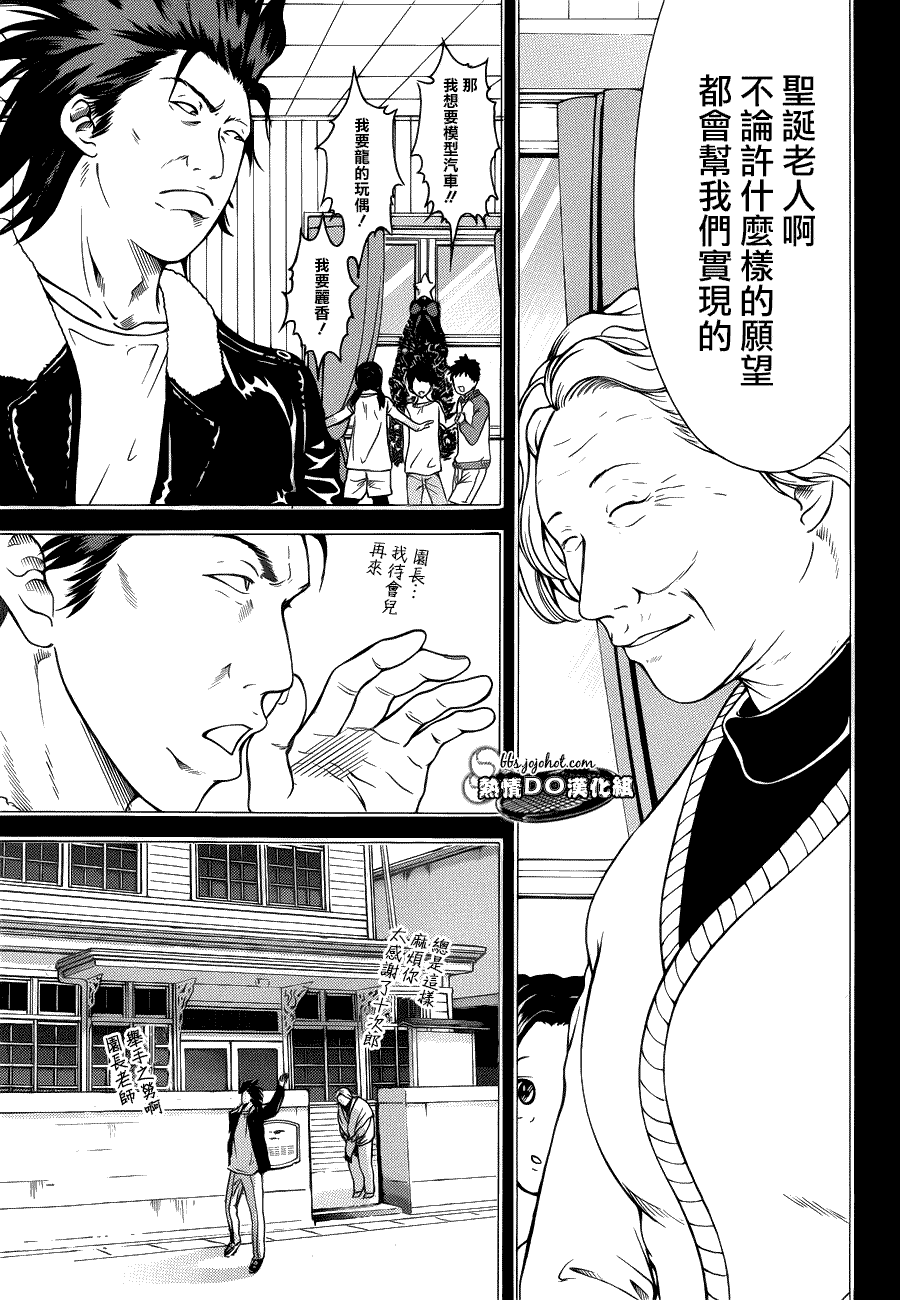 聖誕老人啊
不論許什麼樣的願望
都會幫我們實現的
那
我想要模型汽車!!
我要龍的玩偶!!
我要麗香!
園長…
我待會兒
再來
bbs.jojohot.com
熱情DO漢化組
總是這樣
麻煩你
太感謝了十次郎
舉手之勞啊
園長老師